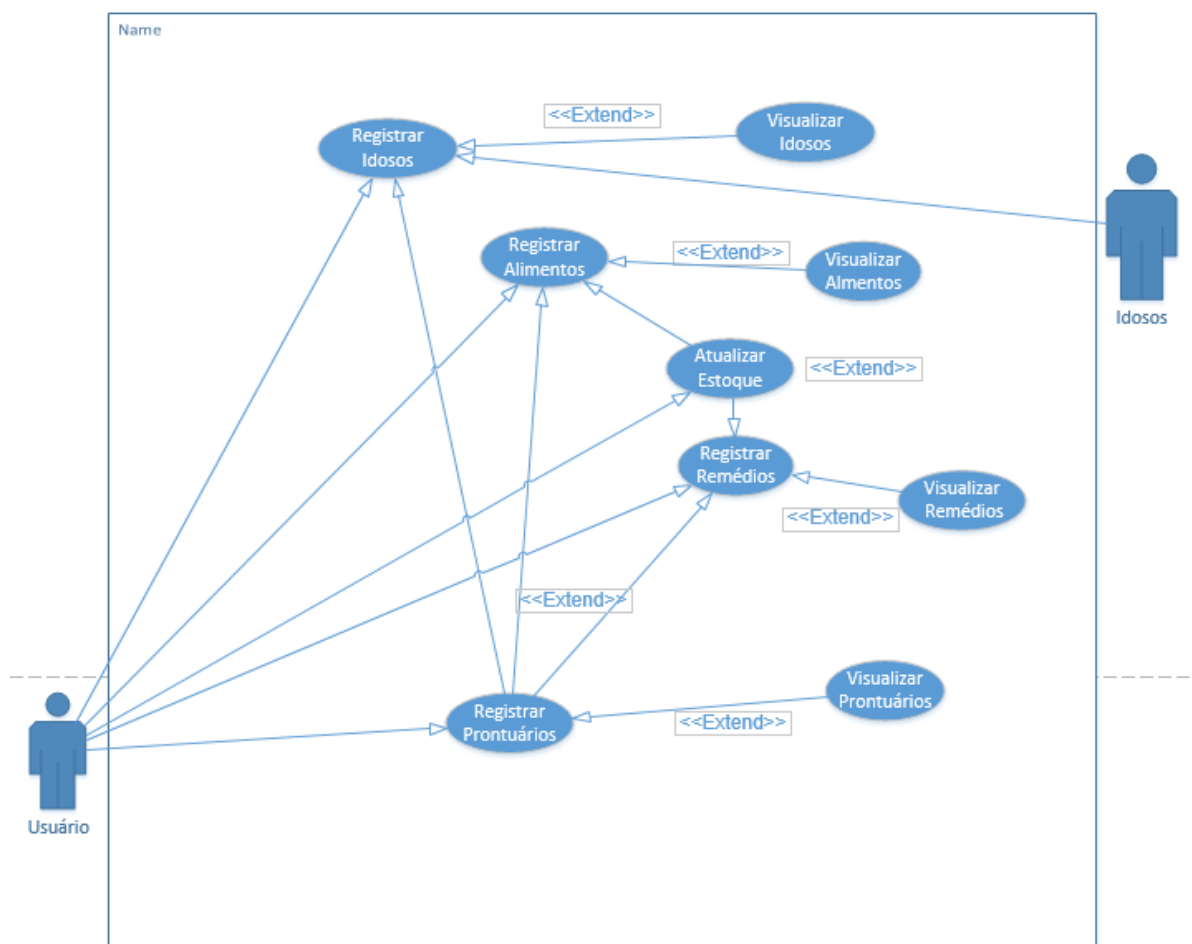 Name
<<Extend>>
Visualizar
Idosos
Registrar
Idosos
Registrar
Alimentos
<<Extend>>
Visualizar
Almentos
Idosos
Atualizar
Estoque
<<Extend>>
Registrar
Remédios
Visualizar
Remédios
<<Extend>>
<<Extend>>
Visualizar
Prontuários
Registrar
Prontuários
<<Extend>>
Usuário